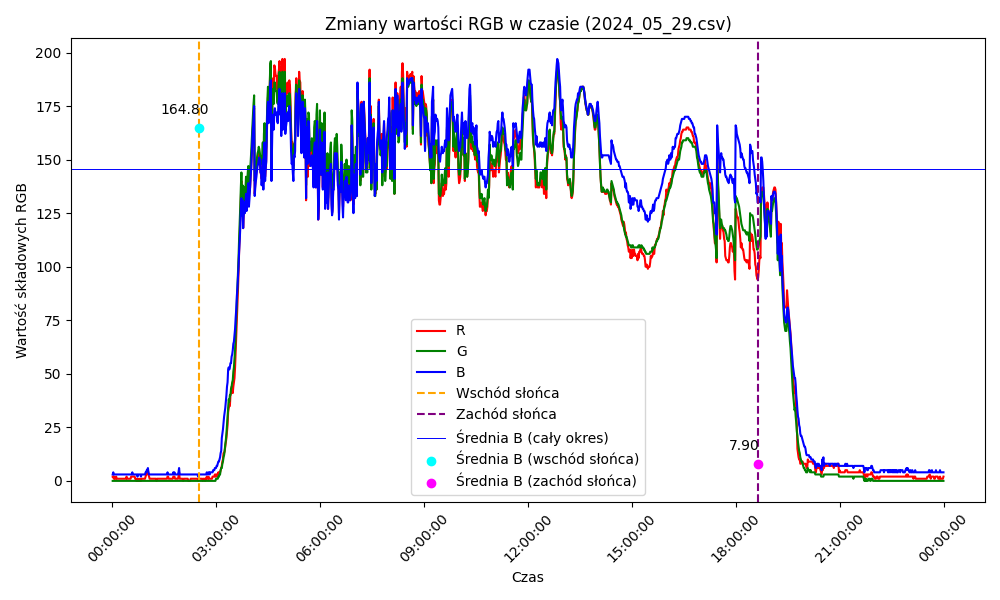 Zmiany wartości RGB w czasie (2024_05_29.csv)
Wartość składowych RGB
200
175
150
125
100
75
50
25
0
164.80
7.90
R
G
B
Wschód słońca
Zachód słońca
Średnia B (cały okres)
Średnia B (wschód słońca)
Średnia B (zachód słońca)
00:00:00
03:00:00
06:00:00
09:00:00
12:00:00
15:00:00
18:00:00
21:00:00
00:00:00
Czas